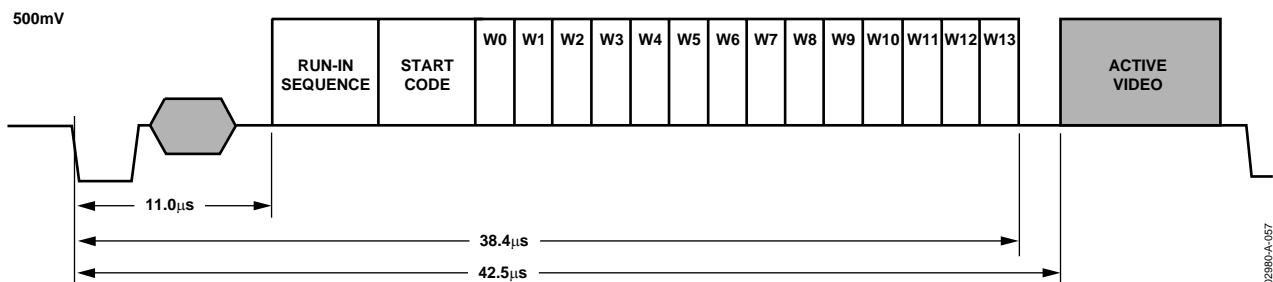 500mV
RUN-IN
SEQUENCE
START
CODE
W0 W1 W2 W3 W4 W5 W6 W7 W8 W9 W10 W11 W12 W13
ACTIVE
VIDEO
11.0μs
38.4μs
42.5μs
02980-A-057